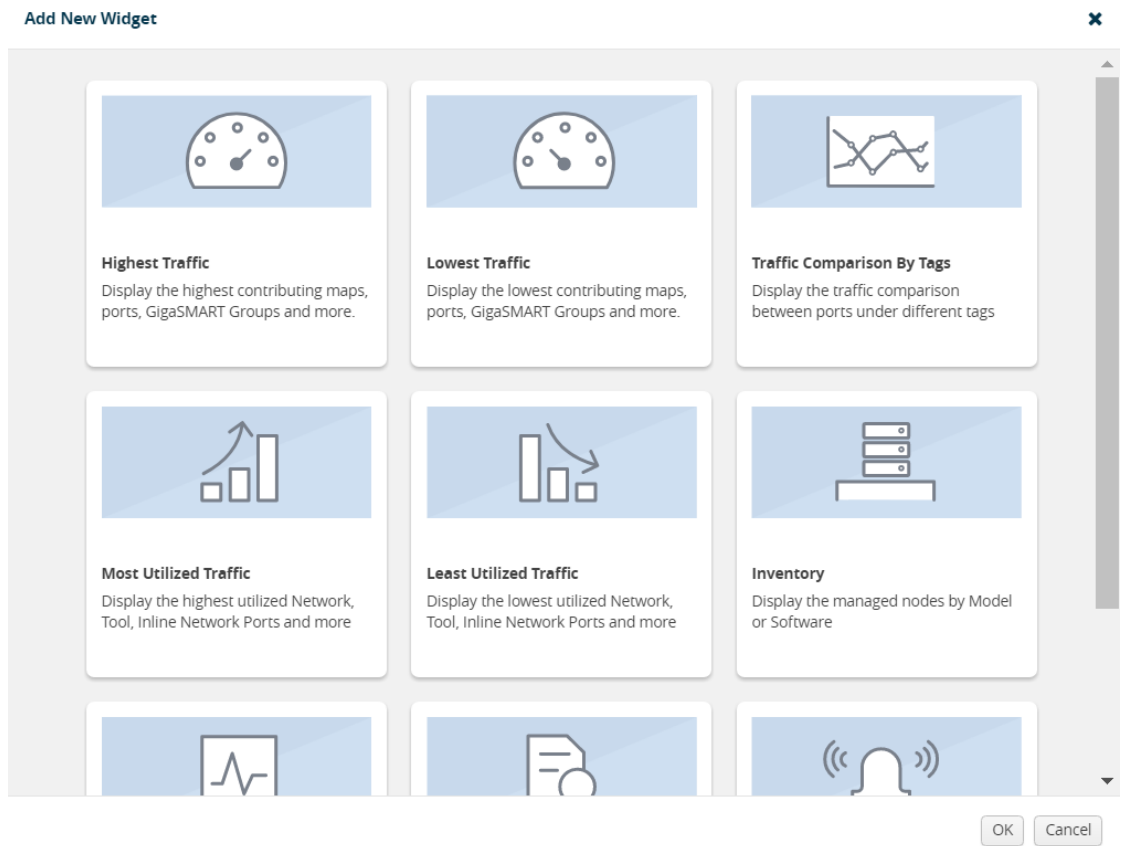 Add New Widget
Highest Traffic
Display the highest contributing maps,
ports, GigaSMART Groups and more.
Lowest Traffic
Display the lowest contributing maps,
ports, GigaSMART Groups and more.
Traffic Comparison By Tags
Display the traffic comparison
between ports under different tags
Most Utilized Traffic
Display the highest utilized Network,
Tool, Inline Network Ports and more
Least Utilized Traffic
Display the lowest utilized Network,
Tool, Inline Network Ports and more
Inventory
Display the managed nodes by Model
or Software
OK
Cancel